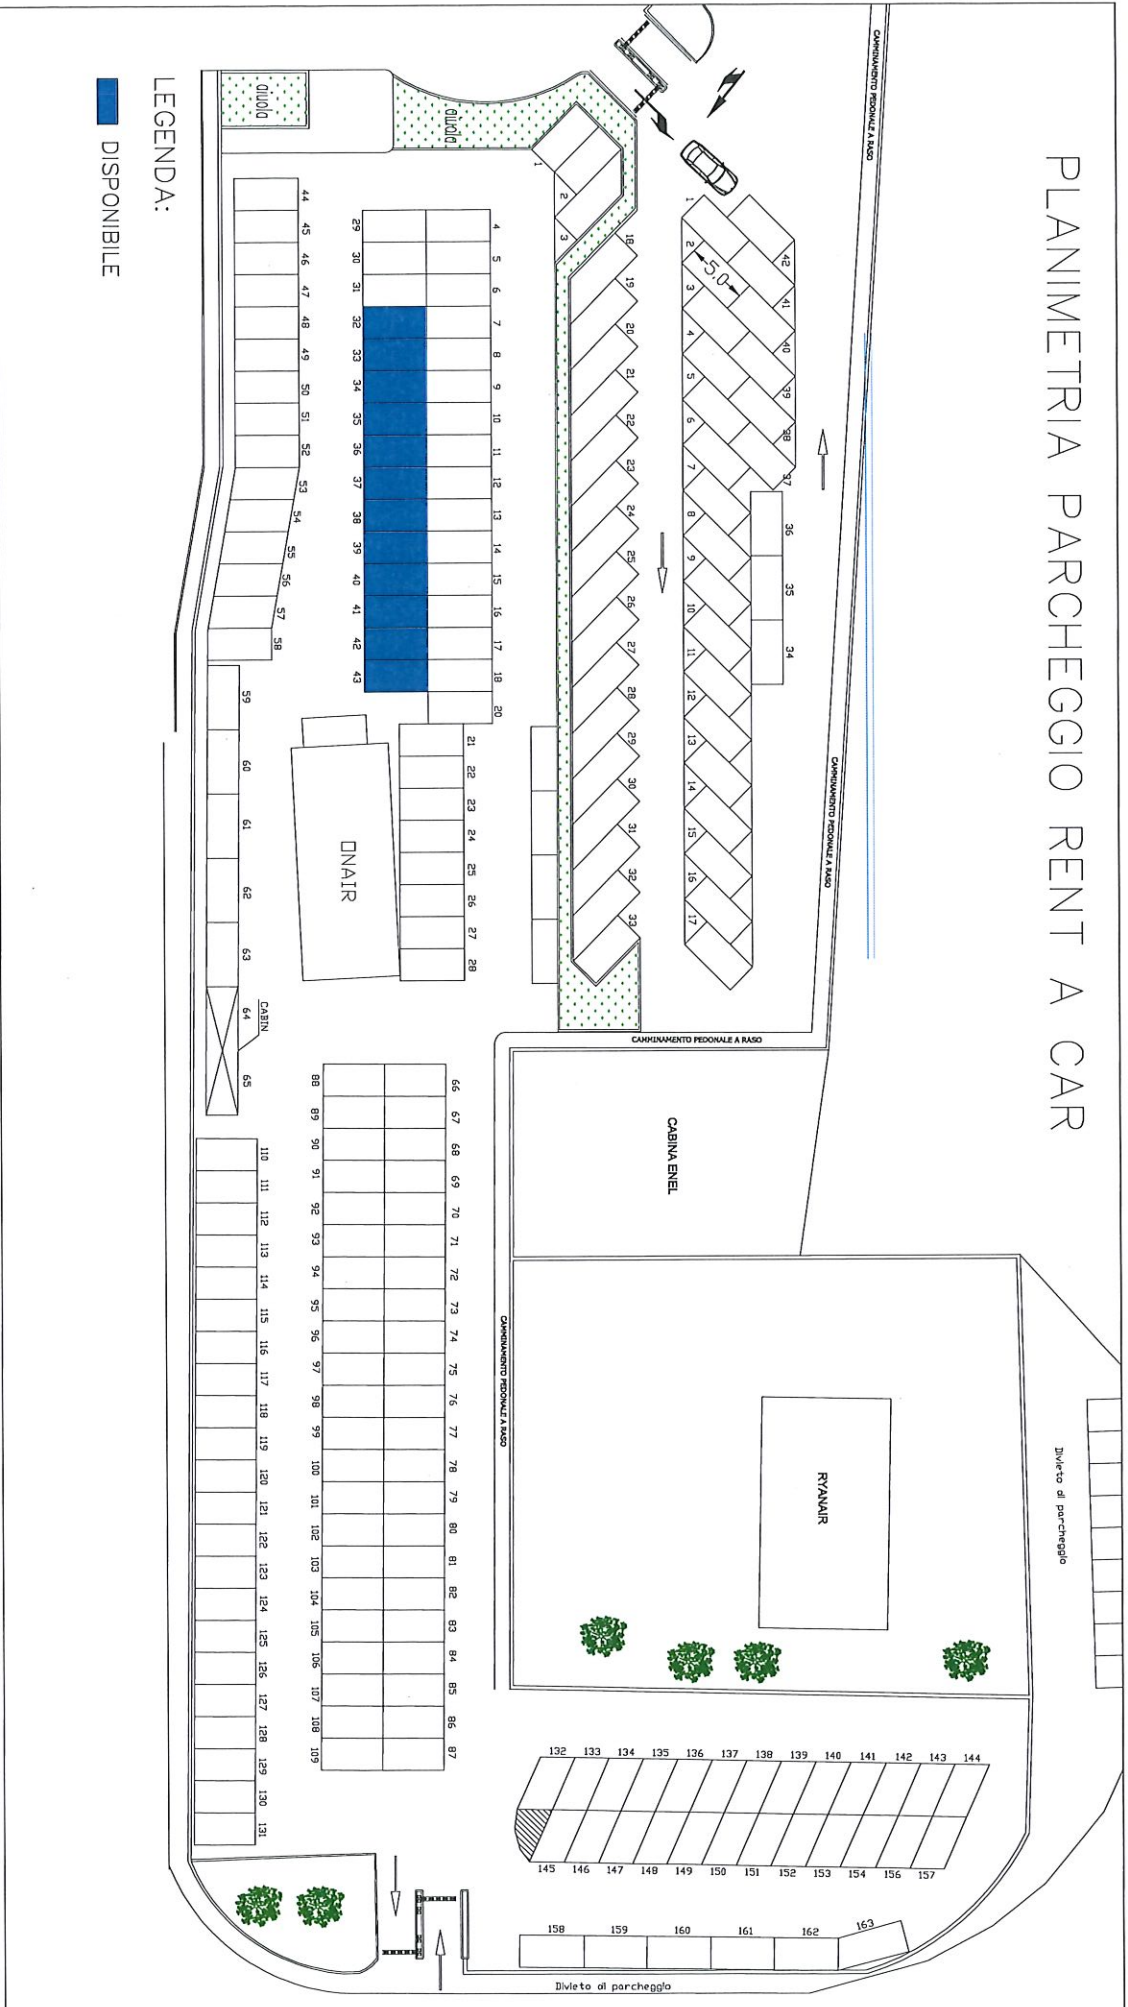 PLANIMETRIA PARCHEGGIO RENT A CAR
CAMMINAMENTO PEDONALE A RASO
CAMMINAMENTO PEDONALE A RASO
Divieto di parcheggio
42 41 40 39 38 37
36 35 34
5.0
1 2 3 4 5 6 7 8 9 10 11 12 13 14 15 16 17
18 19 20 21 22 23 24 25 26 27 28 29 30 31 32 33
1 2 3
CAMMINAMENTO PEDONALE A RASO
CABINA ENEL
RYANAIR
CAMMINAMENTO PEDONALE A RASO
aiuola
4 5 6 7 8 9 10 11 12 13 14 15 16 17 18 20
21 22 23 24 25 26 27 28
29 30 31 32 33 34 35 36 37 38 39 40 41 42 43
ONAIR
aiuola
44 45 46 47 48 49 50 51 52 53 54 55 56 57 58
59 60 61 62 63 64 65
CABIN
66 67 68 69 70 71 72 73 74 75 76 77 78 79 80 81 82 83 84 85 86 87
88 89 90 91 92 93 94 95 96 97 98 99 100 101 102 103 104 105 106 107 108 109
110 111 112 113 114 115 116 117 118 119 120 121 122 123 124 125 126 127 128 129 130 131
132 133 134 135 136 137 138 139 140 141 142 143 144
145 146 147 148 149 150 151 152 153 154 156 157
158 159 160 161 162 163
Divieto di parcheggio
LEGENDA:
DISPONIBILE